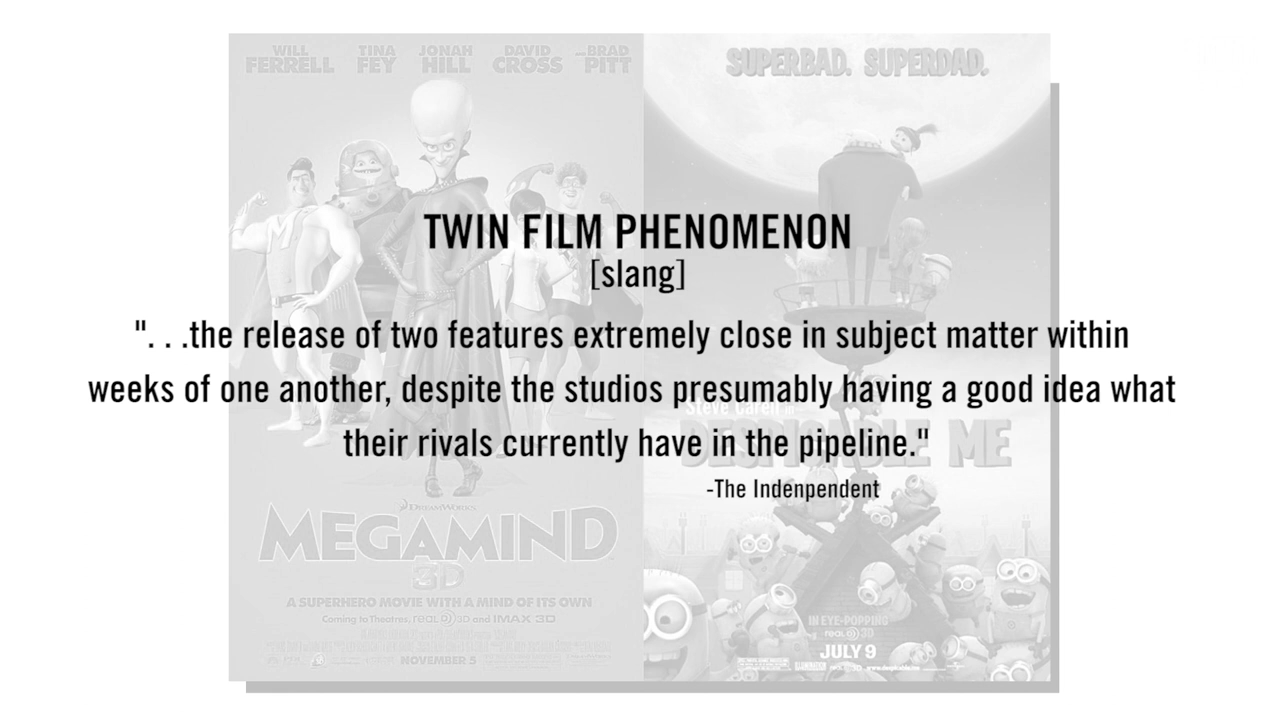 WILL FERRELL TINA FEY JONAH HILL DAVID CROSS BRAD PITT
SUPERBAD. SUPERDAD.
M
TWIN FILM PHENOMENON
[slang]
". . .the release of two features extremely close in subject matter within
weeks of one another, despite the studios presumably having a good idea what
their rivals currently have in the pipeline."
-The Indenpendent
Steve Carell in
DESPICABLE ME
DREAMWORKS
MEGAMIND
3D
A SUPERHERO MOVIE WITH A MIND OF ITS OWN
Coming to Theatres, REAL D 3D and IMAX 3D
NOVEMBER 5
IN EYE-POPPING
REAL D 3D
JULY 9
www.despicable.me